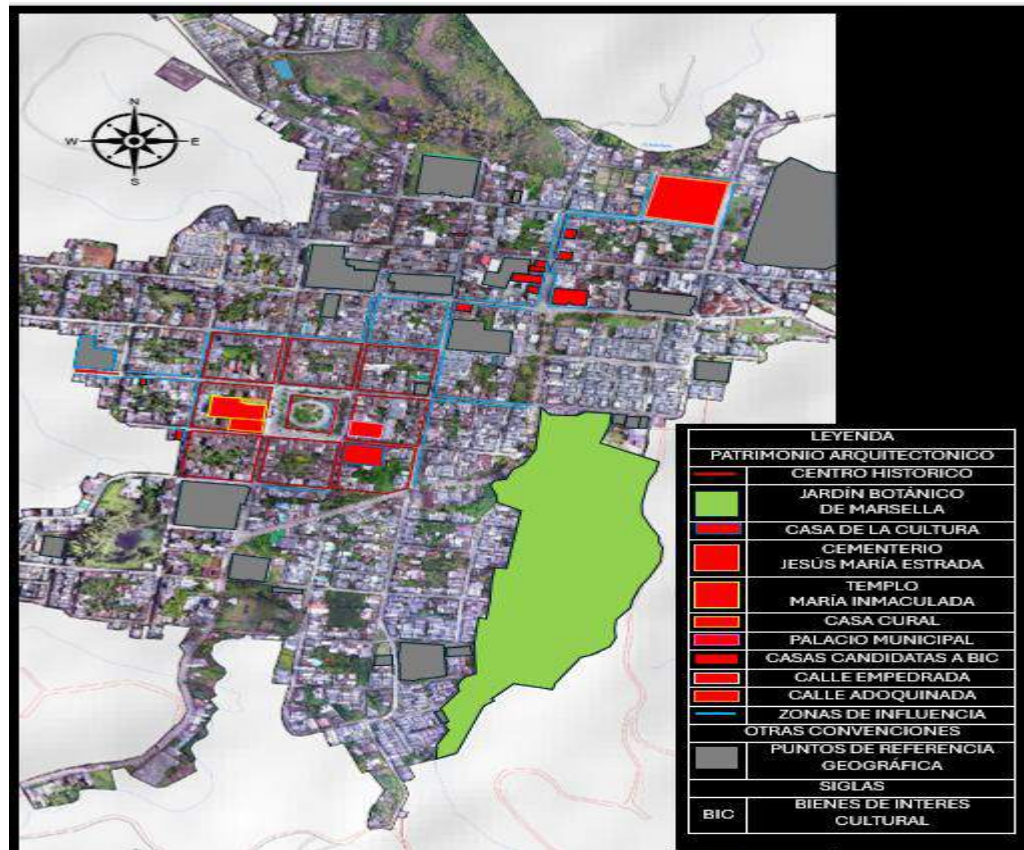 N
W
E
S
LEYENDA
PATRIMONIO ARQUITECTONICO
CENTRO HISTORICO
JARDÍN BOTÁNICO
DE MARSELLA
CASA DE LA CULTURA
CEMENTERIO
JESÚS MARÍA ESTRADA
TEMPLO
MARÍA INMACULADA
CASA CURAL
PALACIO MUNICIPAL
CASAS CANDIDATAS A BIC
CALLE EMPEDRADA
CALLE ADOQUINADA
ZONAS DE INFLUENCIA
OTRAS CONVENCIONES
PUNTOS DE REFERENCIA
GEOGRÁFICA
SIGLAS
BIC
BIENES DE INTERES
CULTURAL